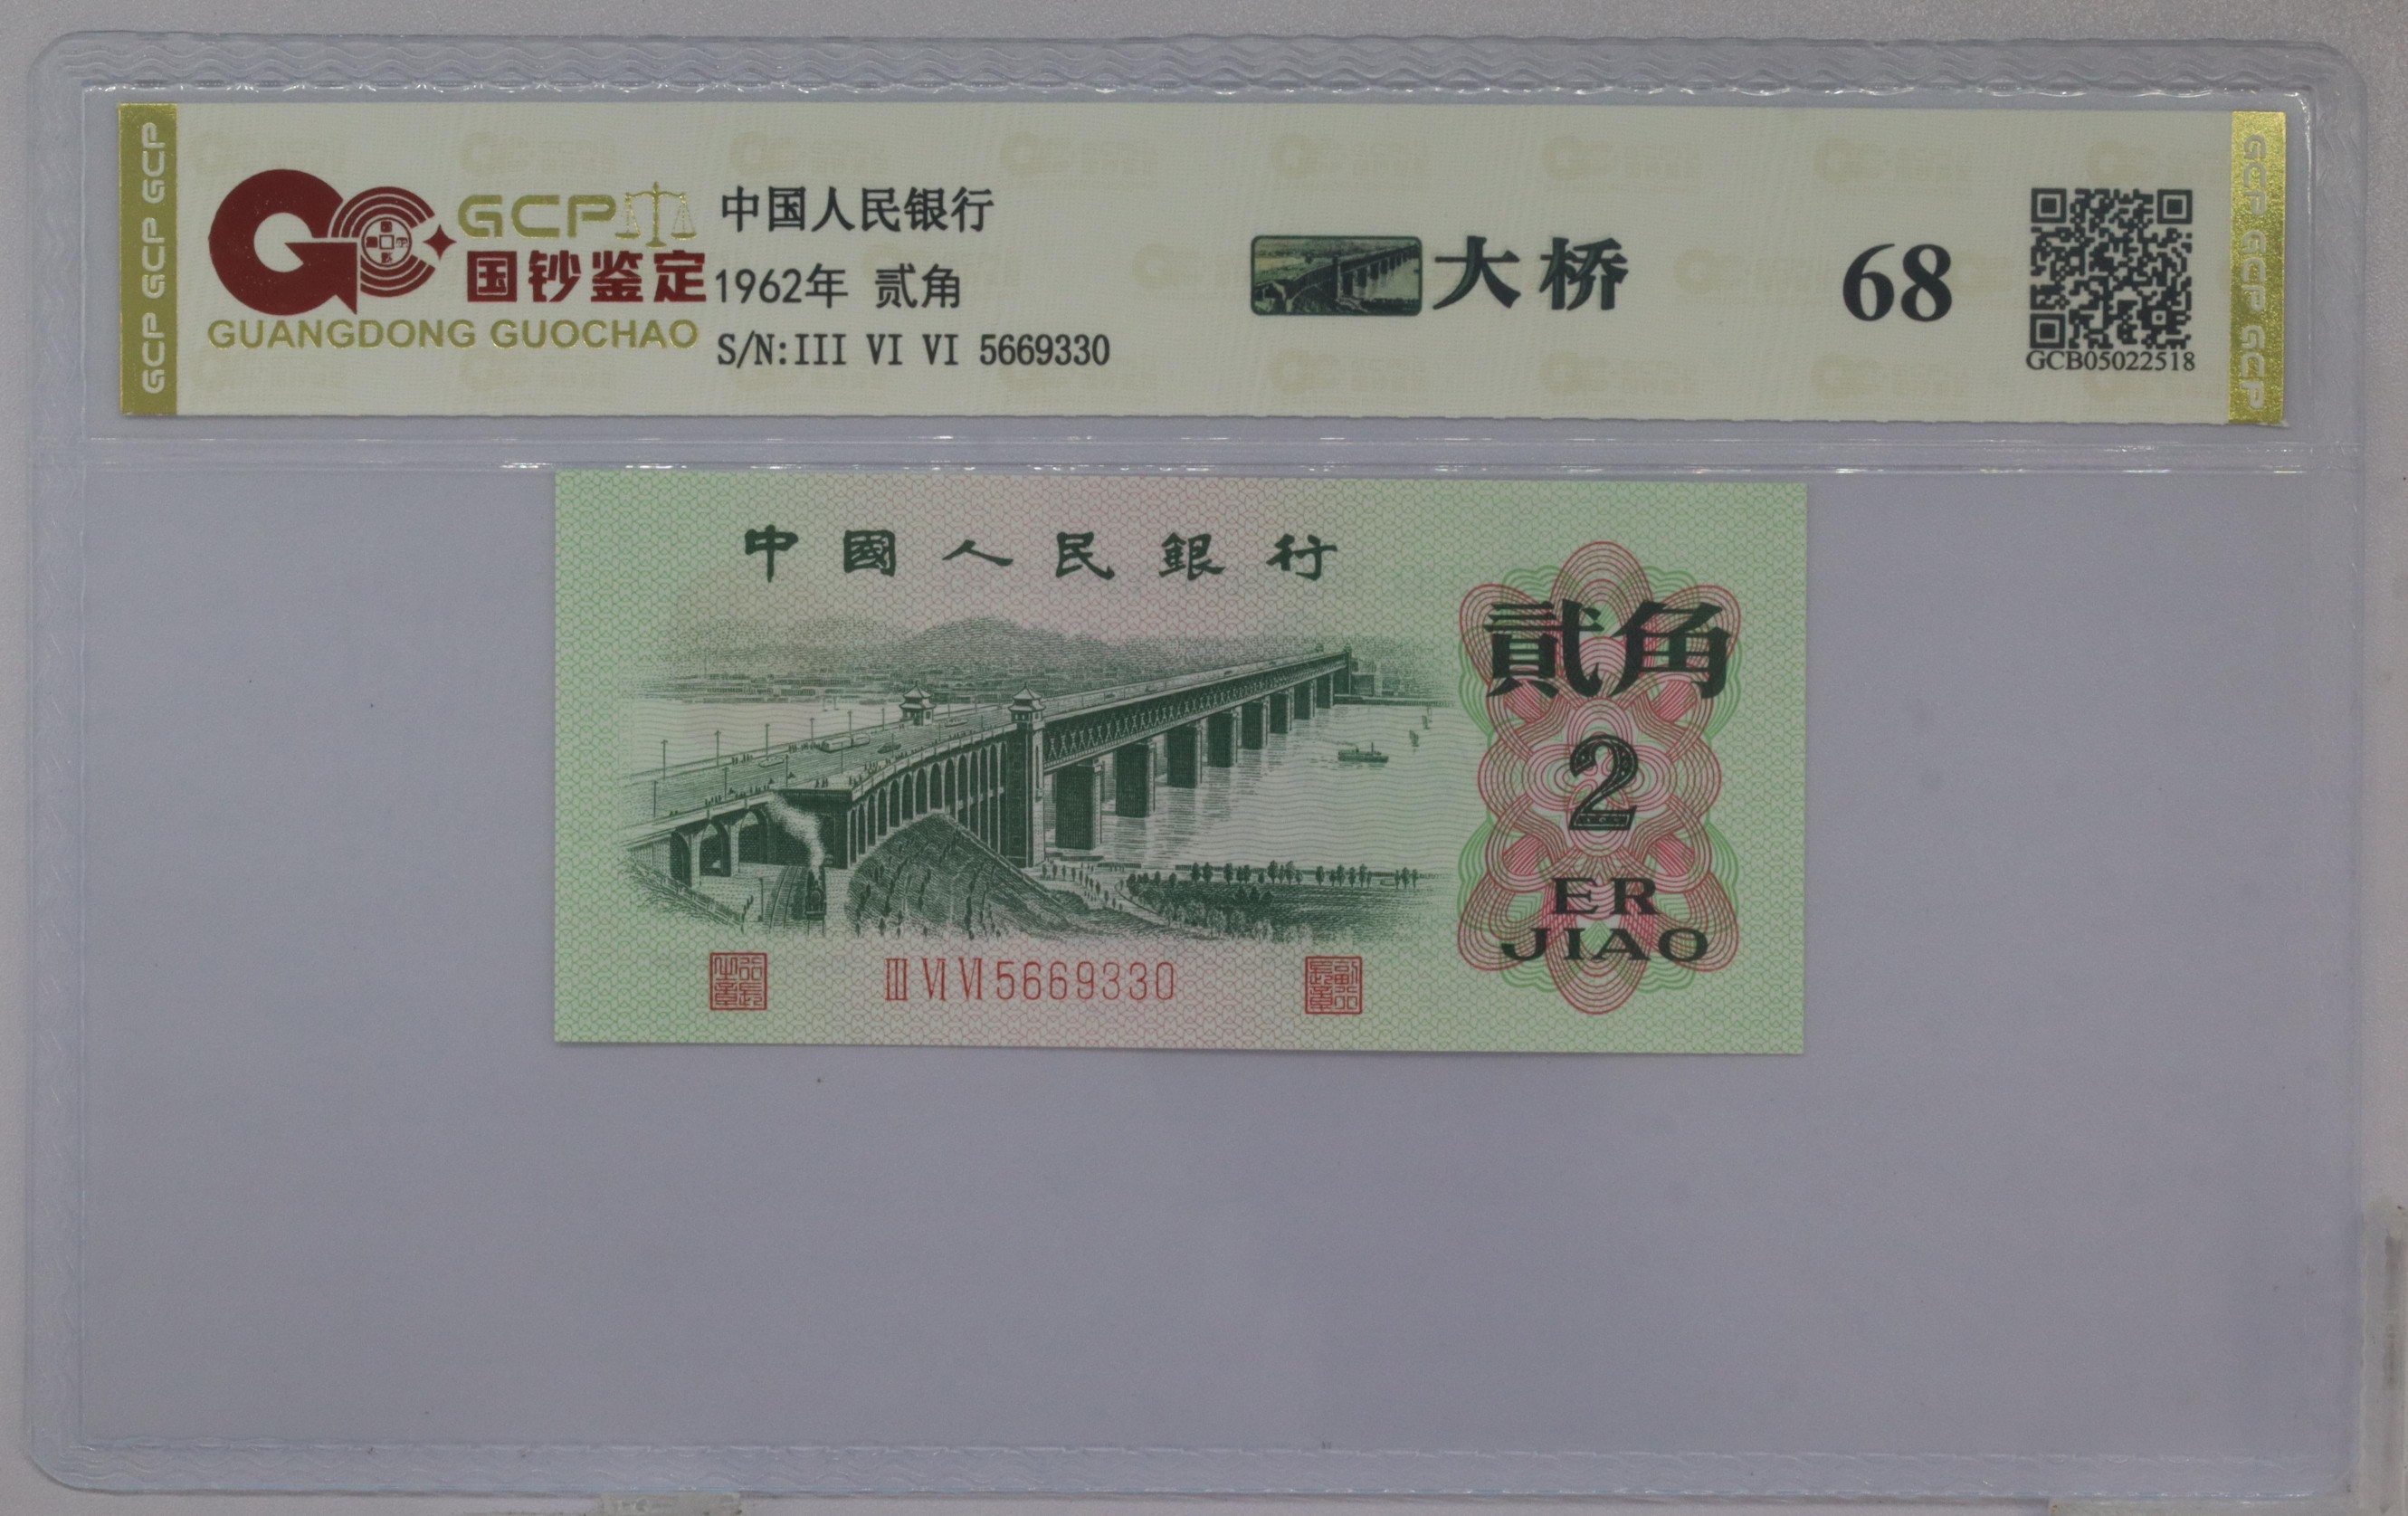 GCP GCP GCP
GCP
国钞鉴定
GUANGDONG GUOCHAO
中国人民银行
1962年 贰角
S/N:III VI VI 5669330
大桥
68
GCB05022518
GCP GCP GCP
中國人民銀行
貳角
2
ER
JIAO
III VI VI 5669330